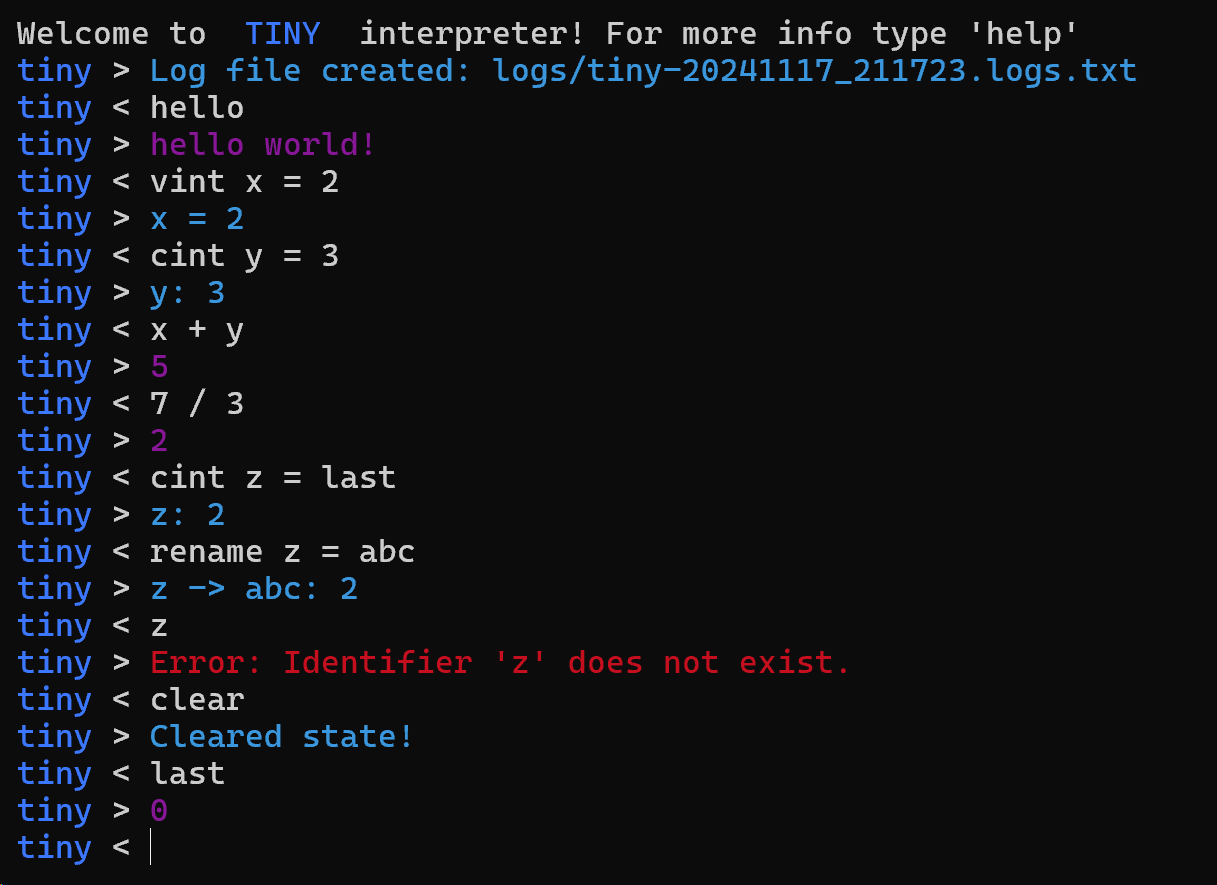 Welcome to  TINY  interpreter! For more info type 'help'
tiny > Log file created: logs/tiny-20241117_211723.logs.txt
tiny < hello
tiny > hello world!
tiny < vint x = 2
tiny > x = 2
tiny < cint y = 3
tiny > y: 3
tiny < x + y
tiny > 5
tiny < 7 / 3
tiny > 2
tiny < cint z = last
tiny > z: 2
tiny < rename z = abc
tiny > z -> abc: 2
tiny < z
tiny > Error: Identifier 'z' does not exist.
tiny < clear
tiny > Cleared state!
tiny < last
tiny > 0
tiny <